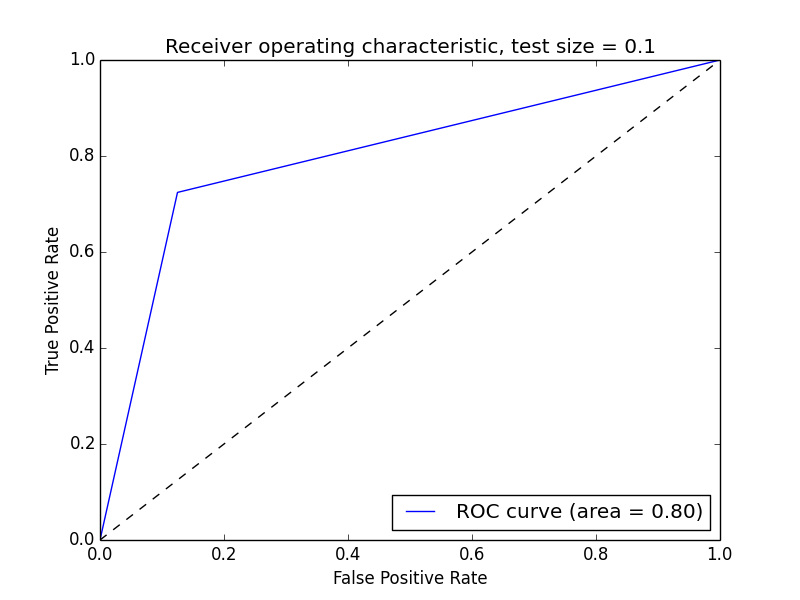 Receiver operating characteristic, test size = 0.1
1.0
0.8
0.6
0.4
0.2
0.0
True Positive Rate
0.0 0.2 0.4 0.6 0.8 1.0
False Positive Rate
ROC curve (area = 0.80)